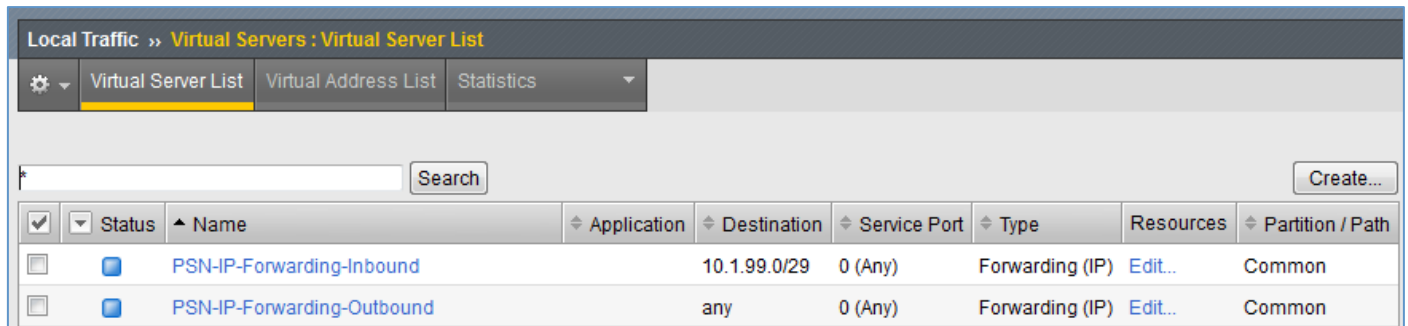 Local Traffic ›› Virtual Servers : Virtual Server List
Virtual Server List Virtual Address List Statistics
* Search Create...
Status Name Application Destination Service Port Type Resources Partition / Path
PSN-IP-Forwarding-Inbound 10.1.99.0/29 0 (Any) Forwarding (IP) Edit... Common
PSN-IP-Forwarding-Outbound any 0 (Any) Forwarding (IP) Edit... Common